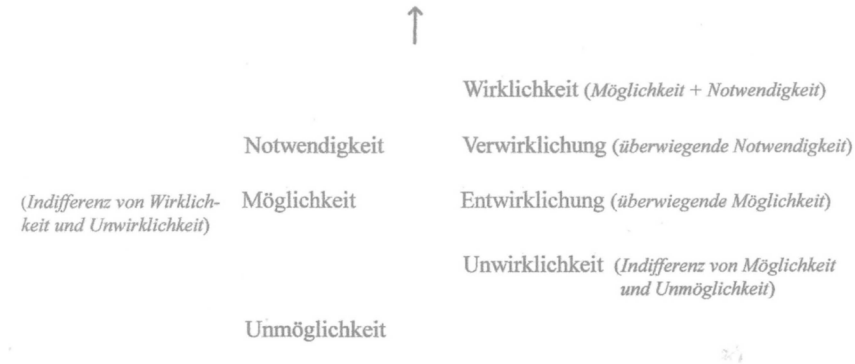 Wirklichkeit (Möglichkeit + Notwendigkeit)
Notwendigkeit Verwirklichung (überwiegende Notwendigkeit)
(Indifferenz von Wirklich- Möglichkeit Entwirklichung (überwiegende Möglichkeit)
keit und Unwirklichkeit)
Unwirklichkeit (Indifferenz von Möglichkeit
und Unmöglichkeit)
Unmöglichkeit